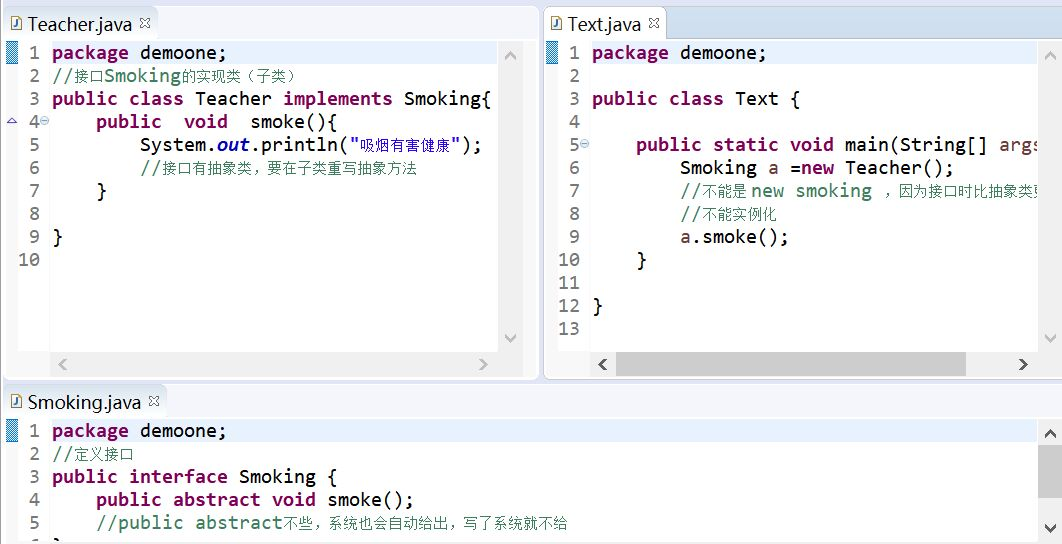 Teacher.java
1 package demoone;
2 //接口Smoking的实现类（子类）
3 public class Teacher implements Smoking{
4 public void smoke(){
5 System.out.println("吸烟有害健康");
6 //接口有抽象类，要在子类重写抽象方法
7 }
8
9 }
10
Text.java
1 package demoone;
2
3 public class Text {
4
5 public static void main(String[] args
6 Smoking a =new Teacher();
7 //不能是 new smoking ，因为接口时比抽象类更
8 //不能实例化
9 a.smoke();
10 }
11
12 }
13
Smoking.java
1 package demoone;
2 //定义接口
3 public interface Smoking {
4 public abstract void smoke();
5 //public abstract不些，系统也会自动给出，写了系统就不给